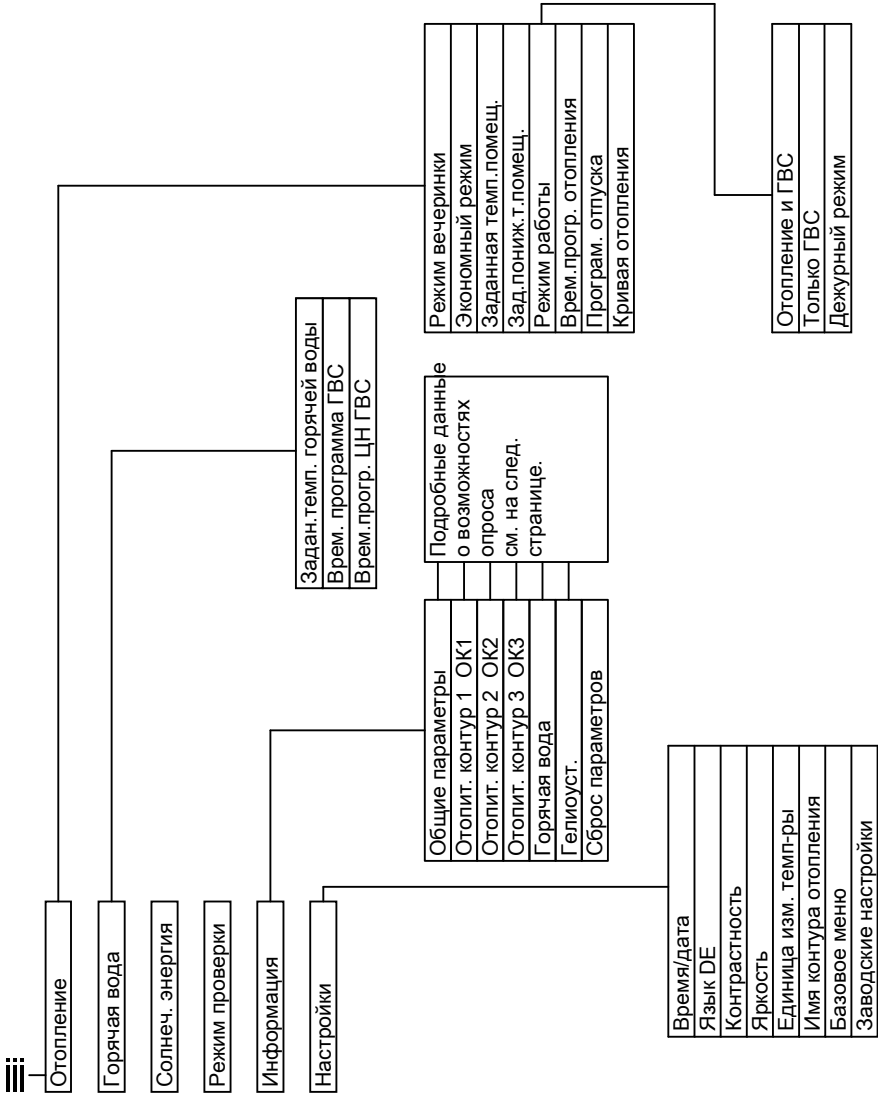 Отопление
Горячая вода
Солнеч. энергия
Режим проверки
Информация
Настройки
Задан.темп. горячей воды
Врем. программа ГВС
Врем.прогр. ЦН ГВС
Режим вечеринки
Экономный режим
Заданная темп.помещ.
Зад.пониж.т.помещ.
Режим работы
Врем.прогр. отопления
Програм. отпуска
Кривая отопления
Общие параметры
Отопит. контур 1 ОК1
Отопит. контур 2 ОК2
Отопит. контур 3 ОК3
Горячая вода
Гелиоуст.
Сброс параметров
Подробные данные
о возможностях
опроса
см. на след.
странице.
Время/дата
Язык DE
Контрастность
Яркость
Единица изм. темп-ры
Имя контура отопления
Базовое меню
Заводские настройки
Отопление и ГВС
Только ГВС
Дежурный режим